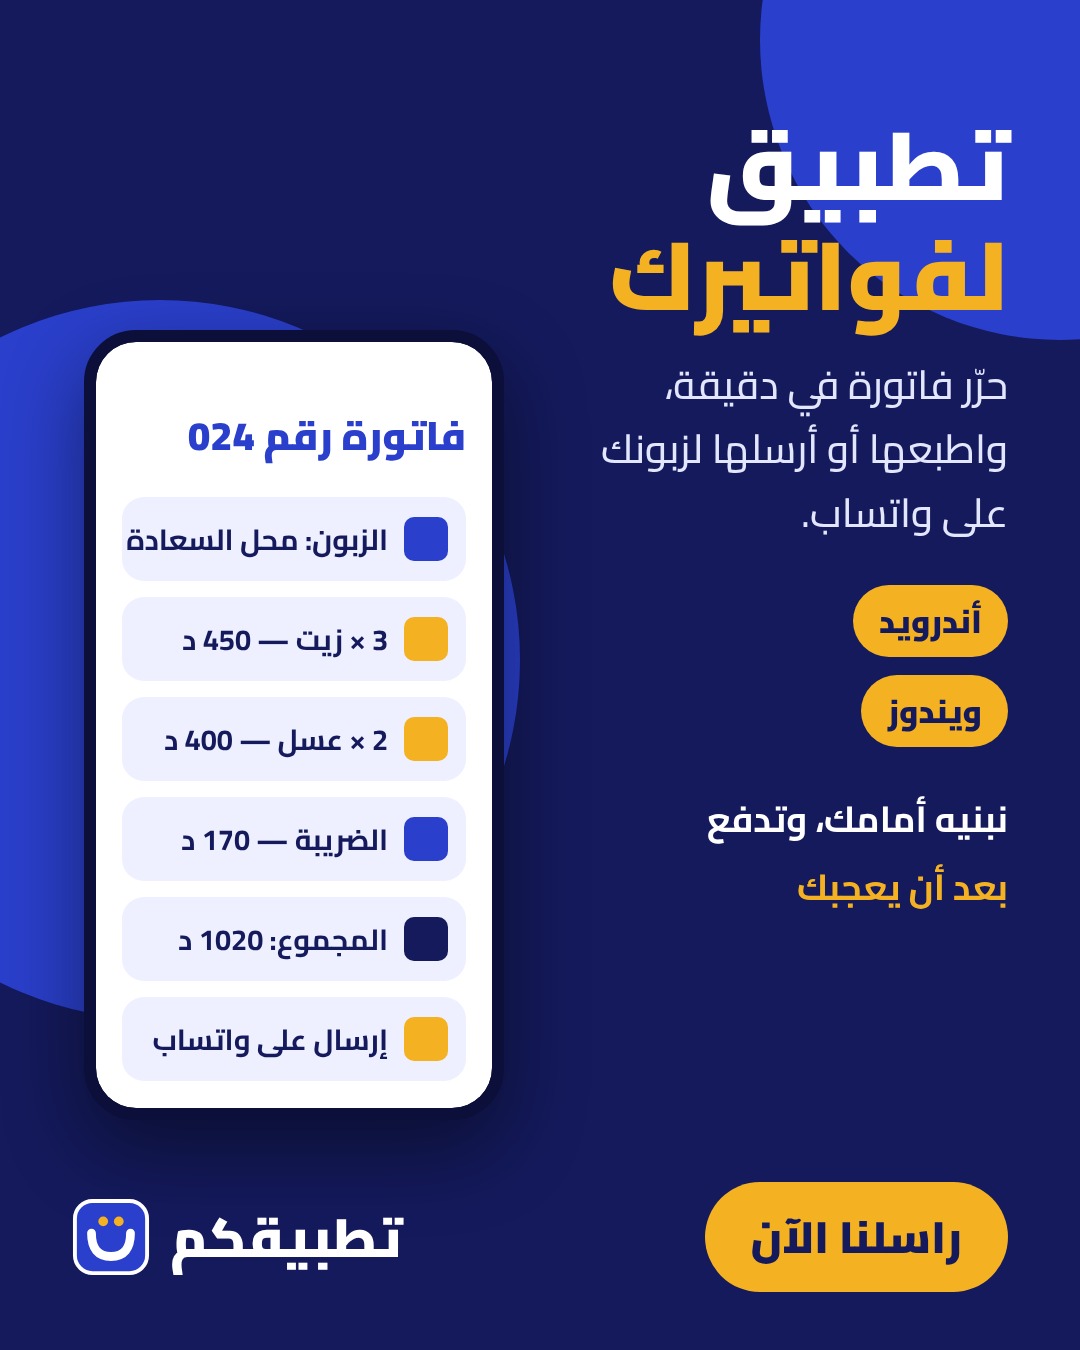 تطبيق
لفواتيرك
حرّر فاتورة في دقيقة،
واطبعها أو أرسلها لزبونك
على واتساب.
أندرويد
ويندوز
نبنيه أمامك، وتدفع
بعد أن يعجبك
فاتورة رقم 024
الزبون: محل السعادة
3 × زيت — 450 د
2 × عسل — 400 د
الضريبة — 170 د
المجموع: 1020 د
إرسال على واتساب
راسلنا الآن
تطبيقكم